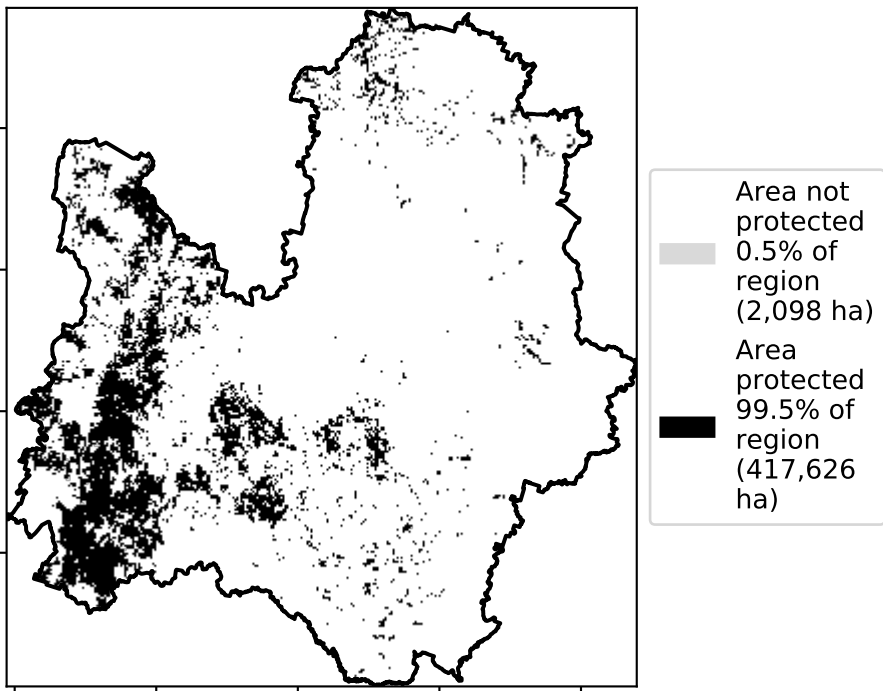 Area not
protected
0.5% of
region
(2,098 ha)
Area
protected
99.5% of
region
(417,626
ha)